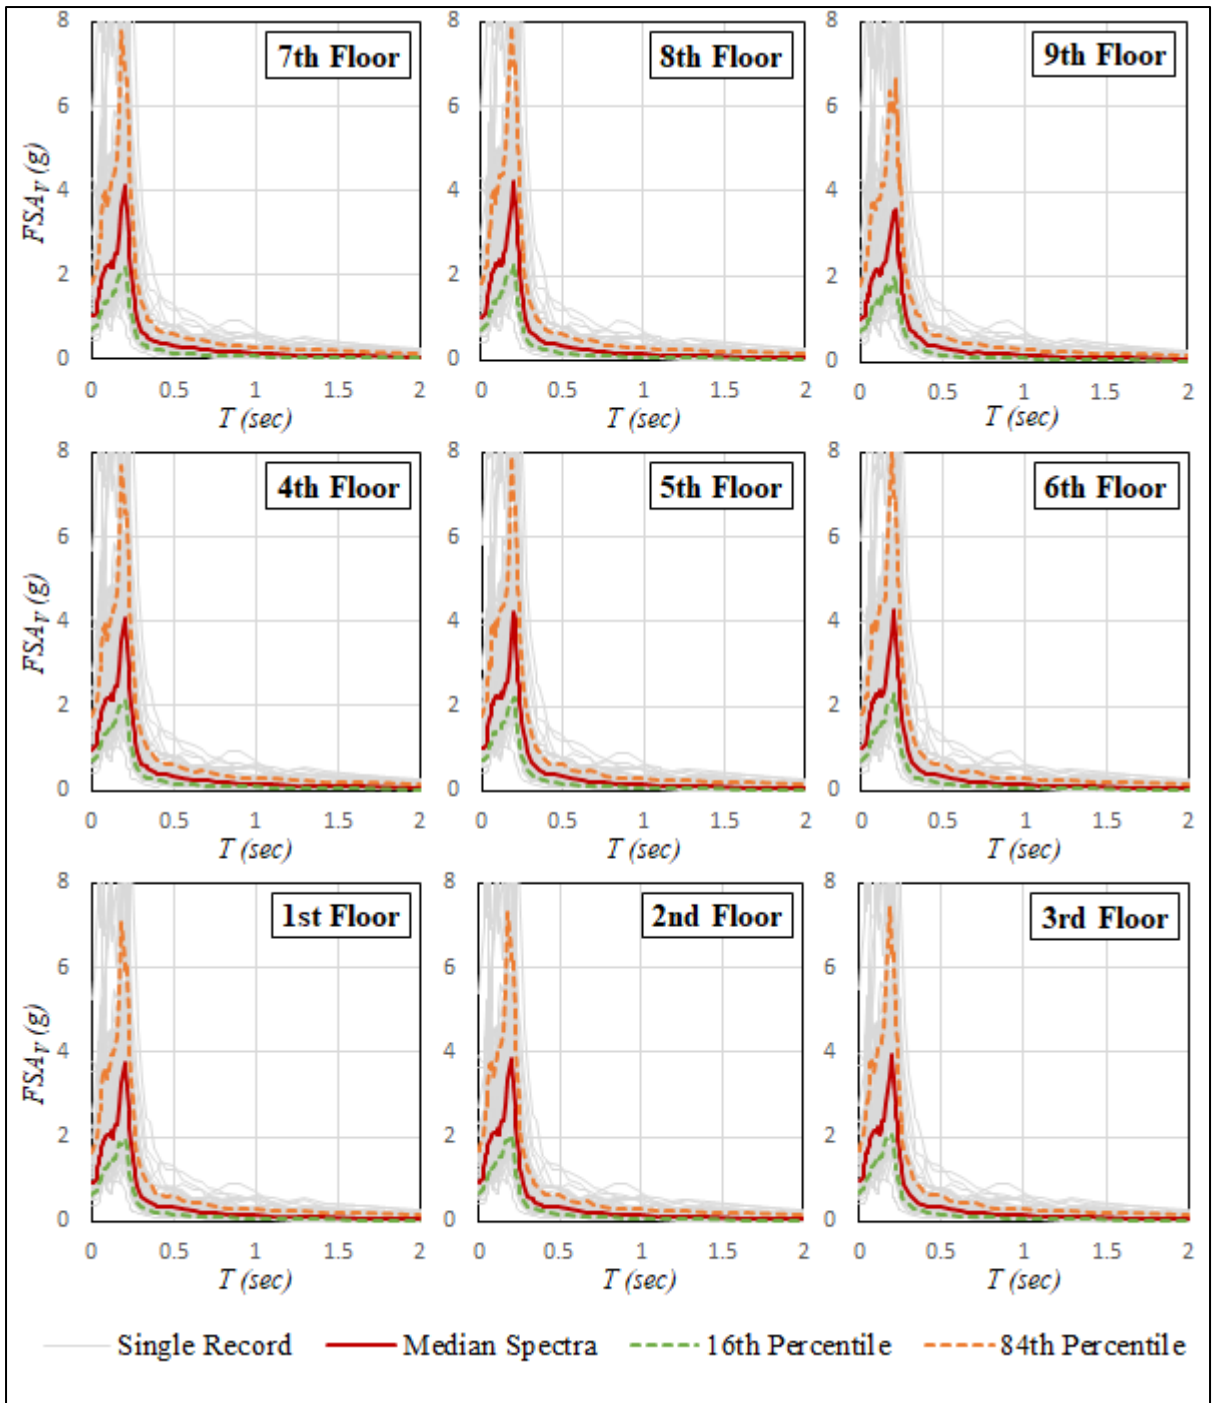 7th Floor
8th Floor
9th Floor
FSA_V (g)
8 8 8
6 6 6
4 4 4
2 2 2
0 0 0
0 0.5 1 1.5 2 0 0.5 1 1.5 2 0 0.5 1 1.5 2
T (sec) T (sec) T (sec)
4th Floor
5th Floor
6th Floor
FSA_V (g)
8 8 8
6 6 6
4 4 4
2 2 2
0 0 0
0 0.5 1 1.5 2 0 0.5 1 1.5 2 0 0.5 1 1.5 2
T (sec) T (sec) T (sec)
1st Floor
2nd Floor
3rd Floor
FSA_V (g)
8 8 8
6 6 6
4 4 4
2 2 2
0 0 0
0 0.5 1 1.5 2 0 0.5 1 1.5 2 0 0.5 1 1.5 2
T (sec) T (sec) T (sec)
Single Record Median Spectra 16th Percentile 84th Percentile